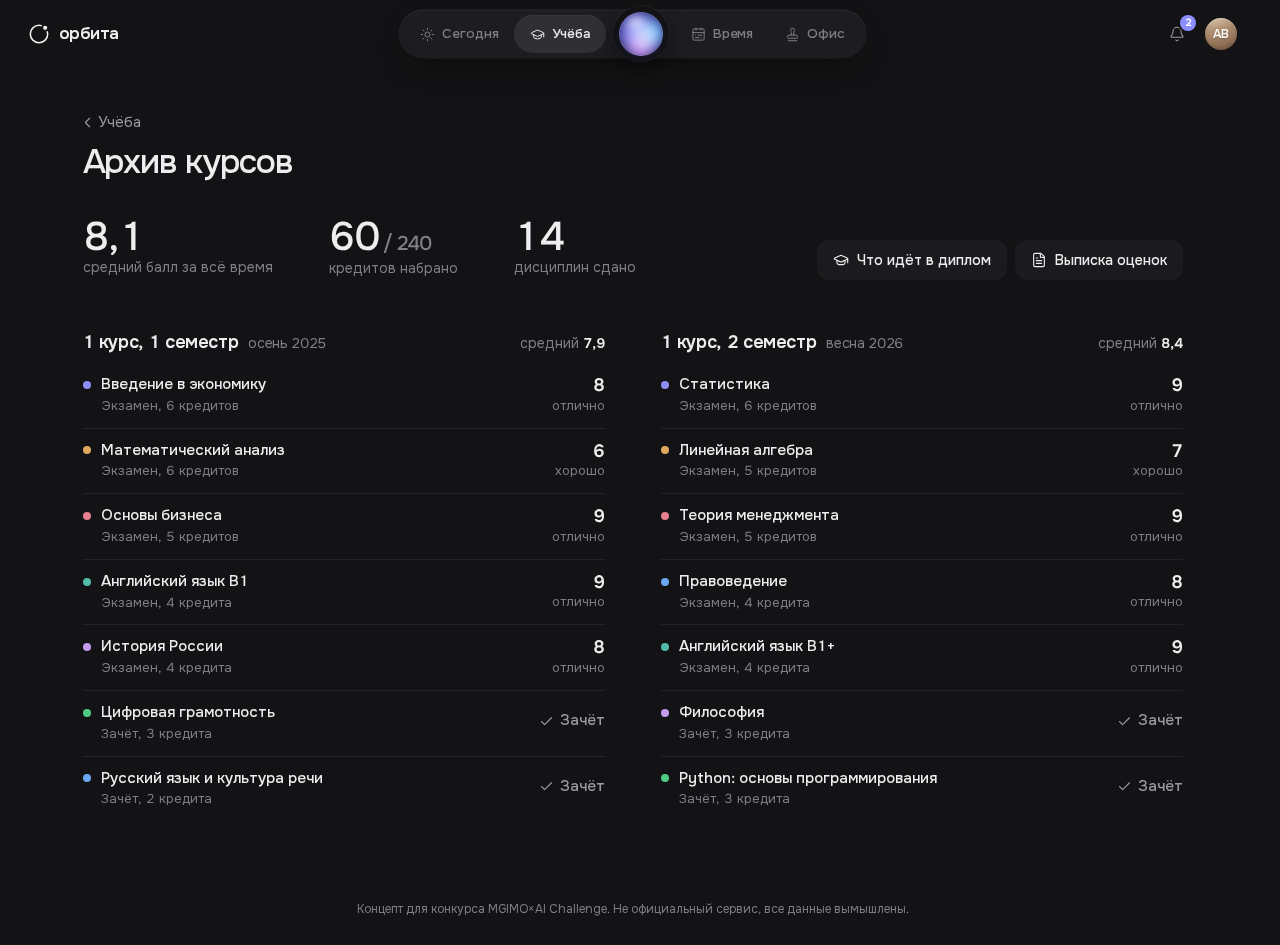 орбита
Сегодня
Учёба
Время
Офис
2
АВ
Учёба
Архив курсов
8,1
средний балл за всё время
60 / 240
кредитов набрано
14
дисциплин сдано
Что идёт в диплом
Выписка оценок
1 курс, 1 семестр осень 2025 средний 7,9
Введение в экономику 8
Экзамен, 6 кредитов отлично
Математический анализ 6
Экзамен, 6 кредитов хорошо
Основы бизнеса 9
Экзамен, 5 кредитов отлично
Английский язык B1 9
Экзамен, 4 кредита отлично
История России 8
Экзамен, 4 кредита отлично
Цифровая грамотность
Зачёт, 3 кредита Зачёт
Русский язык и культура речи
Зачёт, 2 кредита Зачёт
1 курс, 2 семестр весна 2026 средний 8,4
Статистика 9
Экзамен, 6 кредитов отлично
Линейная алгебра 7
Экзамен, 5 кредитов хорошо
Теория менеджмента 9
Экзамен, 5 кредитов отлично
Правоведение 8
Экзамен, 4 кредита отлично
Английский язык B1+ 9
Экзамен, 4 кредита отлично
Философия
Зачёт, 3 кредита Зачёт
Python: основы программирования
Зачёт, 3 кредита Зачёт
Концепт для конкурса MGIMO×AI Challenge. Не официальный сервис, все данные вымышлены.